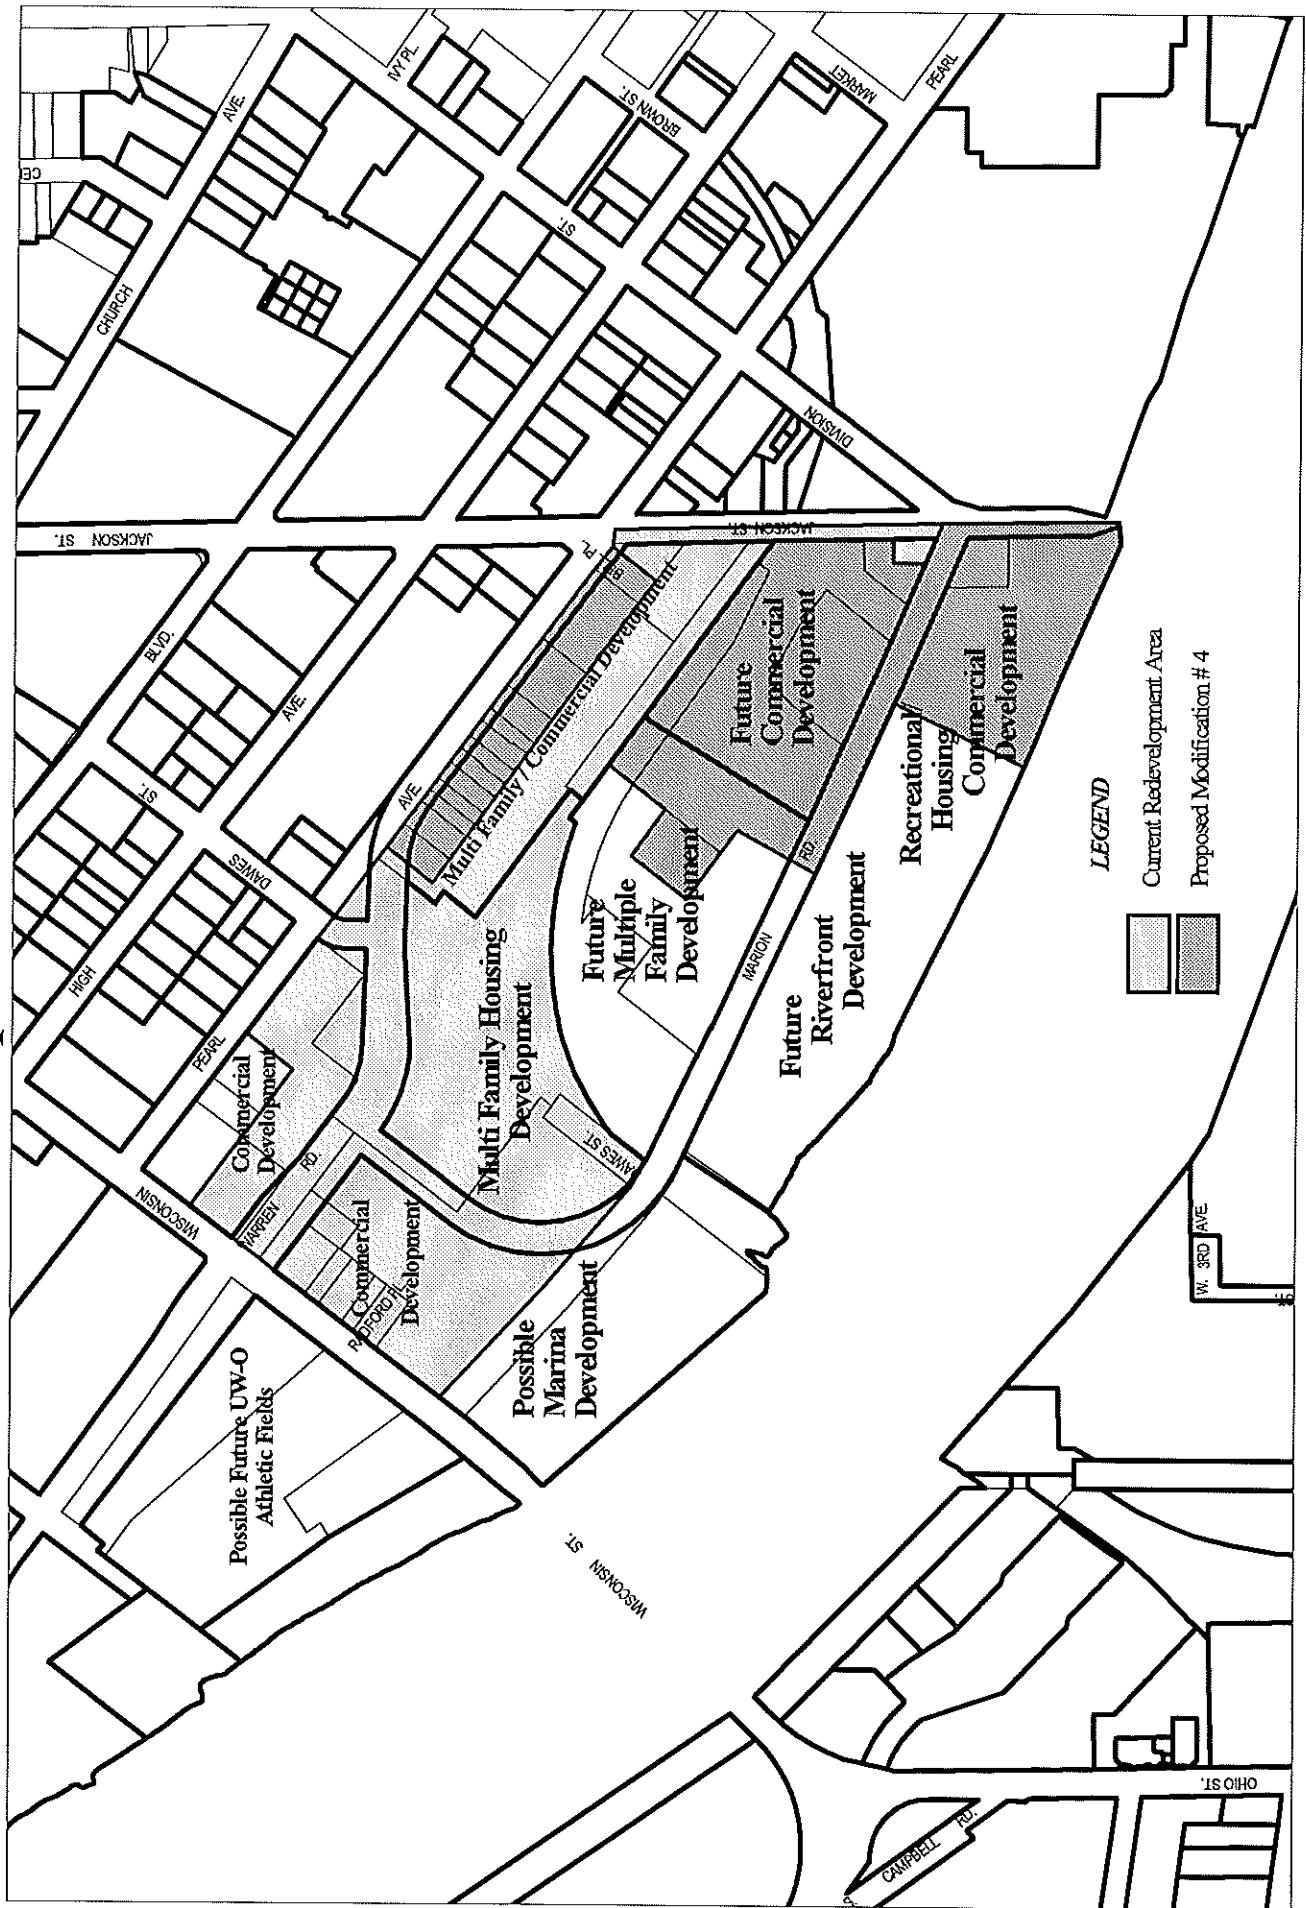 CHURCH
AVE.
IVY PL.
BROWN ST.
MARKET
PEARL
ST.
DIVISION
JACKSON ST.
JACKSON ST.
BLVD.
AVE.
ST.
DAWES
HIGH
PEARL
AVE.
WISCONSIN
RD.
RADFORD PL.
MARION
RD.
WISCONSIN
ST.
W. 3RD AVE.
OHIO ST.
CAMPBELL RD.
Possible Future UW-O
Athletic Fields
Commercial
Development
Commercial
Development
Possible
Marina
Development
Multi Family Housing
Development
Multi Family / Commercial Development
Future
Multiple
Family
Development
Future
Commercial
Development
Future
Riverfront
Development
Recreational
Housing
Commercial
Development
LEGEND
Current Redevelopment Area
Proposed Modification # 4